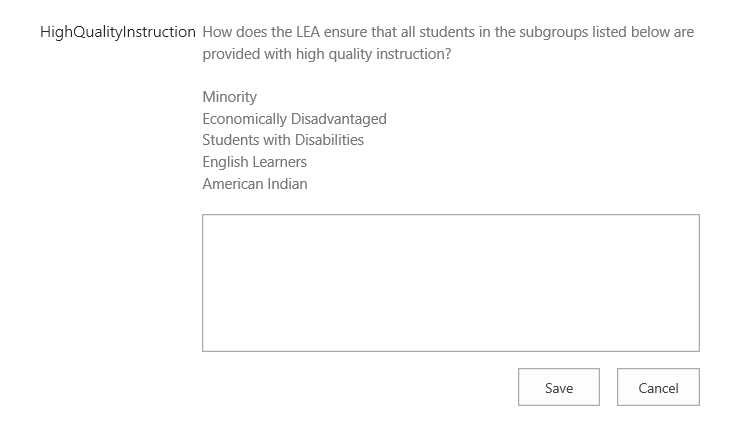 HighQualityInstruction How does the LEA ensure that all students in the subgroups listed below are
provided with high quality instruction?
Minority
Economically Disadvantaged
Students with Disabilities
English Learners
American Indian
Save Cancel